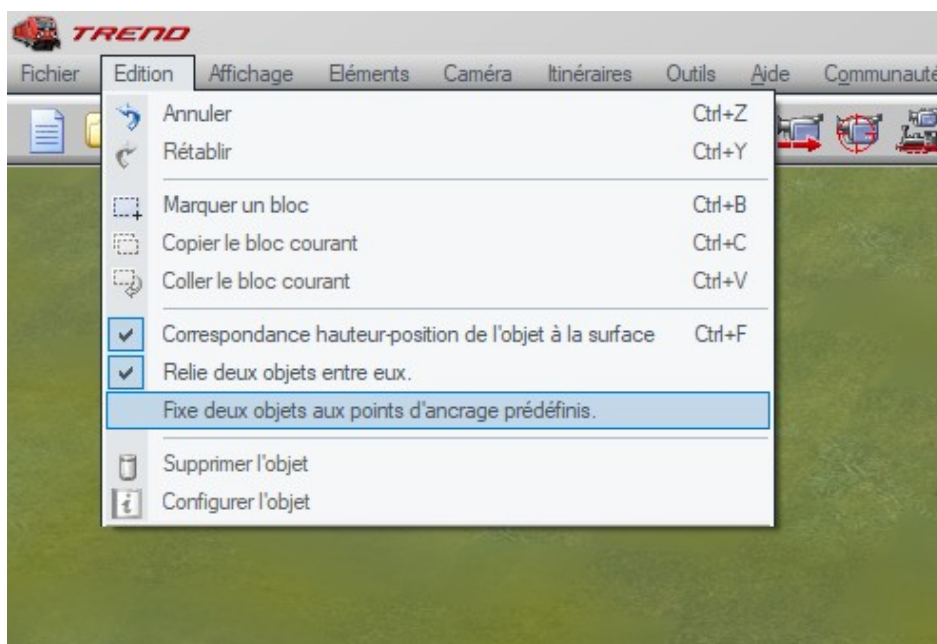 TREND
Fichier Edition Affichage Eléments Caméra Itinéraires Outils Aide Communauté
Annuler Ctrl+Z
Rétablir Ctrl+Y
Marquer un bloc Ctrl+B
Copier le bloc courant Ctrl+C
Coller le bloc courant Ctrl+V
Correspondance hauteur-position de l'objet à la surface Ctrl+F
Relie deux objets entre eux.
Fixe deux objets aux points d'ancrage prédéfinis.
Supprimer l'objet
Configurer l'objet